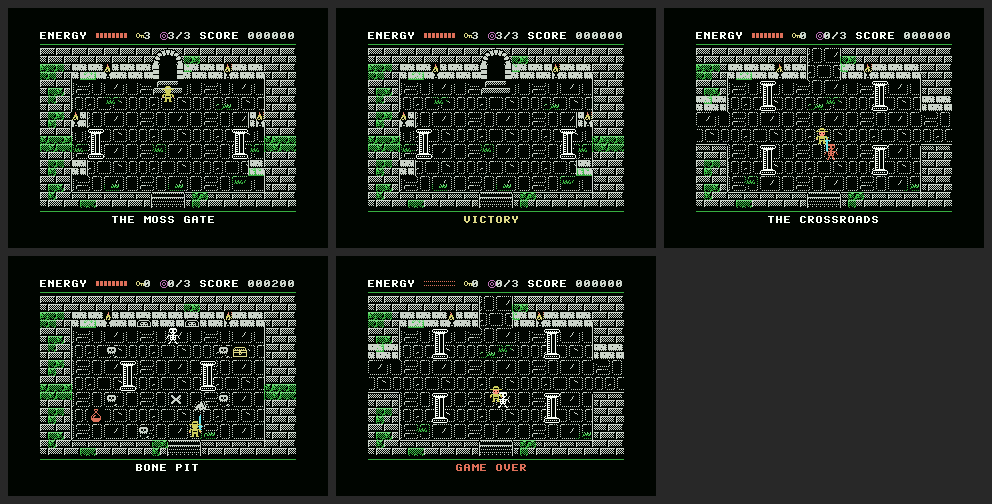 ENERGY 3 3/3 SCORE 000000
THE MOSS GATE
ENERGY 3 3/3 SCORE 000000
VICTORY
ENERGY 0 0/3 SCORE 000000
THE CROSSROADS
ENERGY 0 0/3 SCORE 000200
BONE PIT
ENERGY 0 0/3 SCORE 000000
GAME OVER